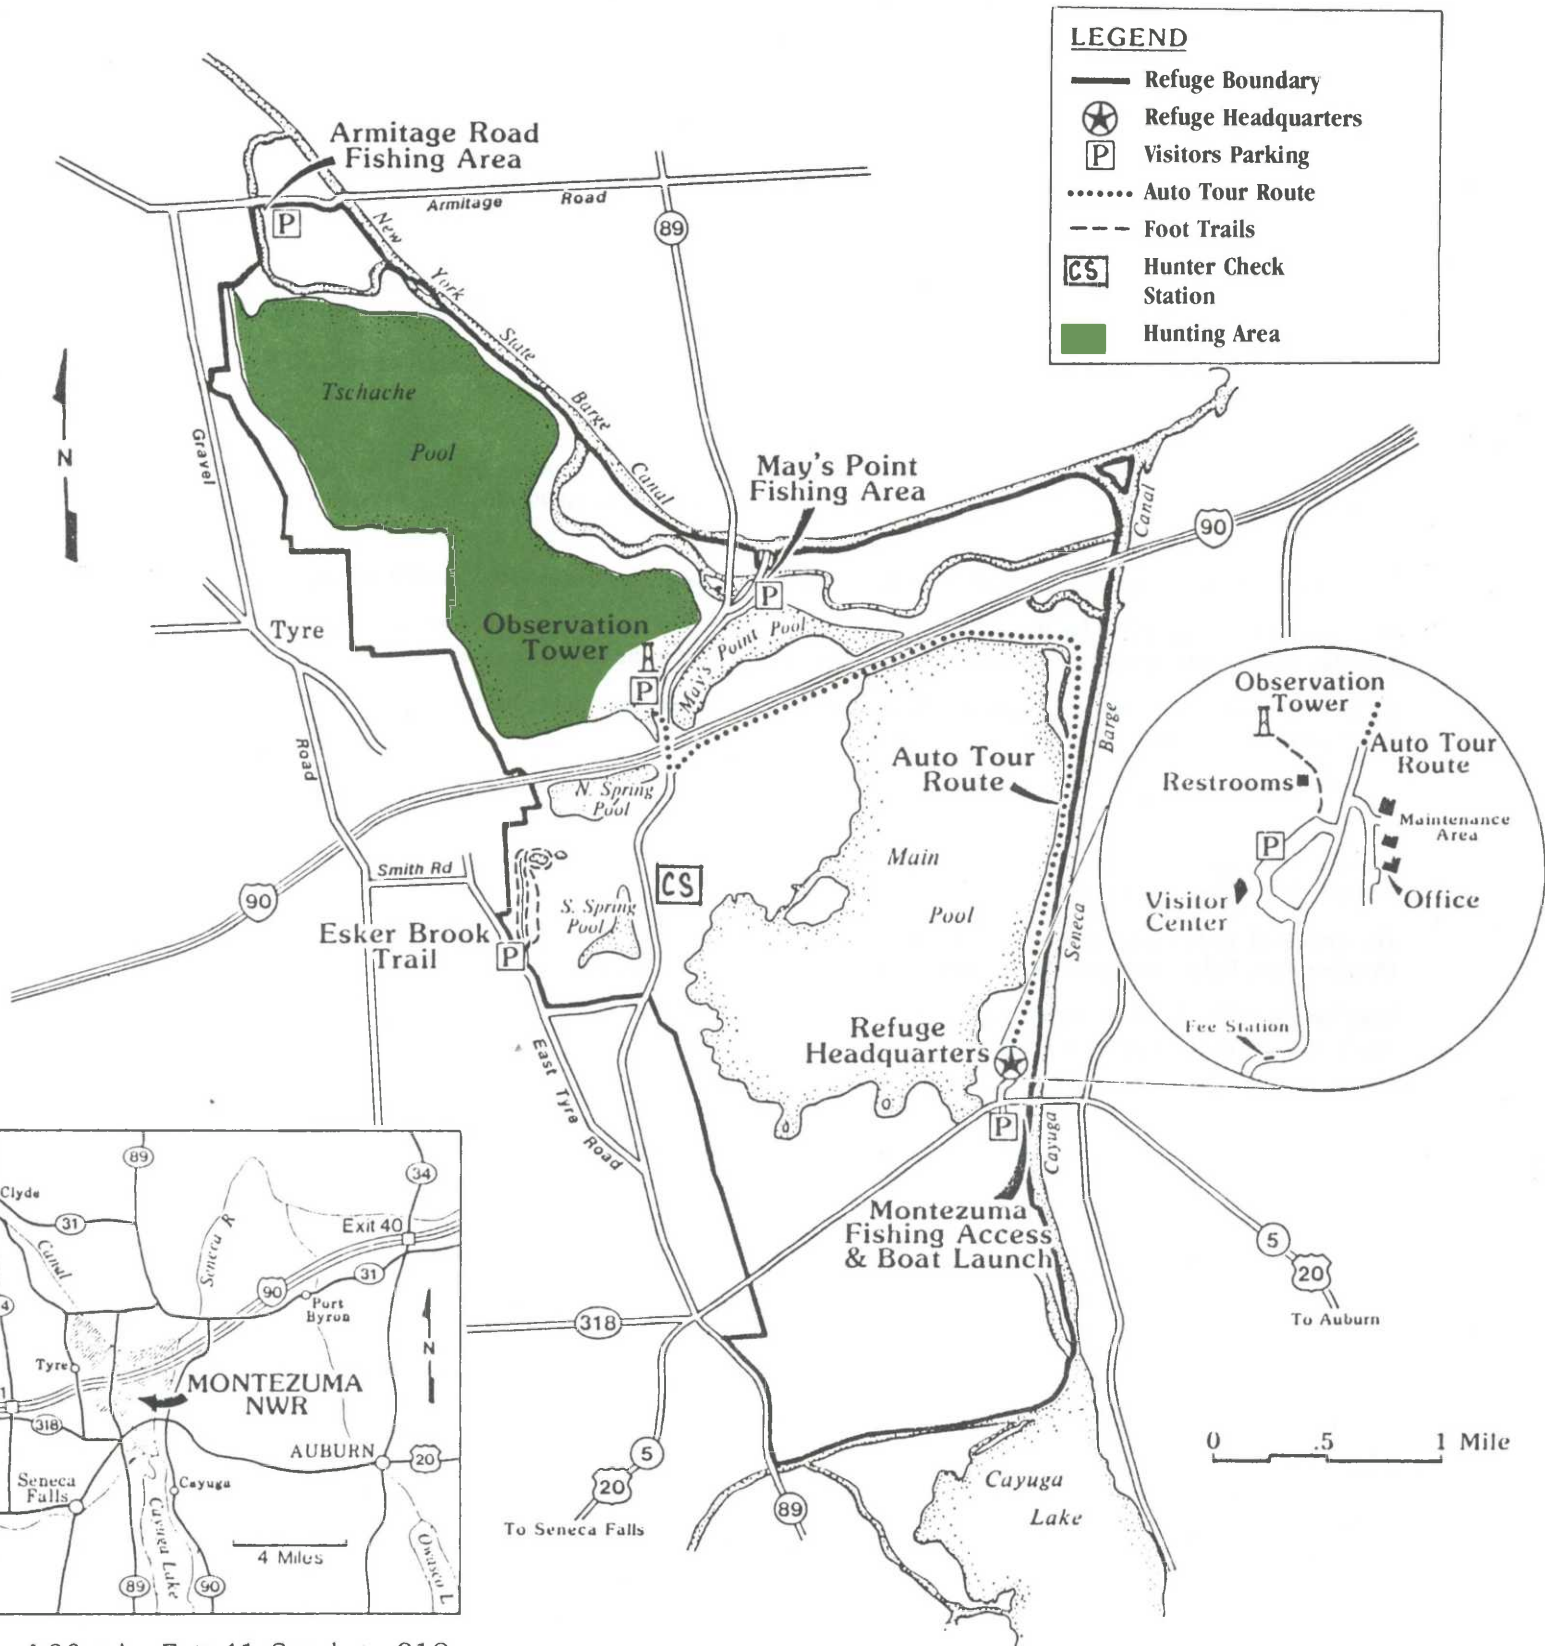 LEGEND
Refuge Boundary
Refuge Headquarters
P Visitors Parking
Auto Tour Route
Foot Trails
CS Hunter Check
Station
Hunting Area
Armitage Road
Fishing Area
P
Armitage Road
89
New York State Barge Canal
Tschache
Pool
Gravel
Road
N
May's Point
Fishing Area
P
Canal
90
Tyre
Observation
Tower
P
May's Point Pool
Auto Tour
Route
Barge
N. Spring
Pool
Main
Pool
CS
Smith Rd
90
S. Spring
Pool
Esker Brook
Trail
P
Seneca
Refuge
Headquarters
East Tyre Road
P
Cayuga
Montezuma
Fishing Access
& Boat Launch
5
20
To Auburn
318
5
20
To Seneca Falls
89
Cayuga
Lake
0 .5 1 Mile
Observation
Tower
Auto Tour
Route
Restrooms
Maintenance
Area
P
Visitor
Center
Office
Fee Station
89
34
Clyde
31
Canal
Seneca R
Exit 40
90
31
Port
Byron
4
Tyre
N
MONTEZUMA
NWR
1
318
AUBURN
20
Seneca
Falls
Cayuga
Cayuga Lake
Owasco L
4 Miles
89
90